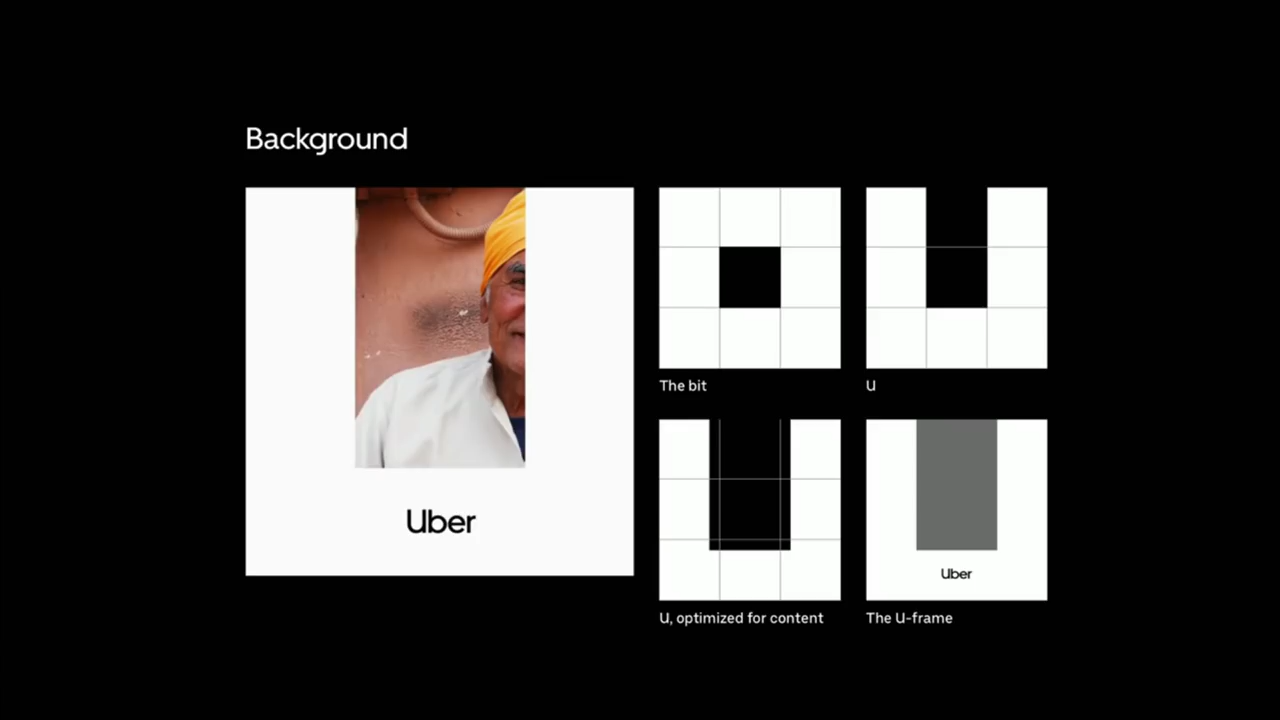 Background
Uber
The bit
U
U, optimized for content
Uber
The U-frame